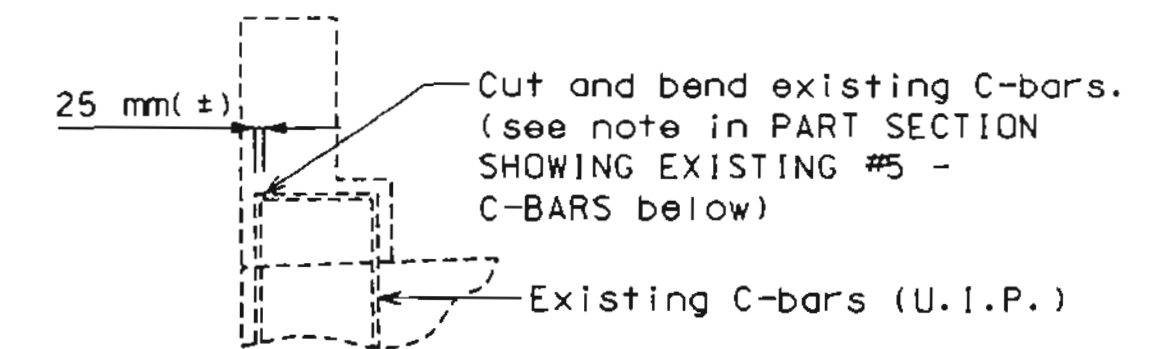 25 mm(±)
Cut and bend existing C-bars.
(see note in PART SECTION
SHOWING EXISTING #5 -
C-BARS below)
Existing C-bars (U.I.P.)